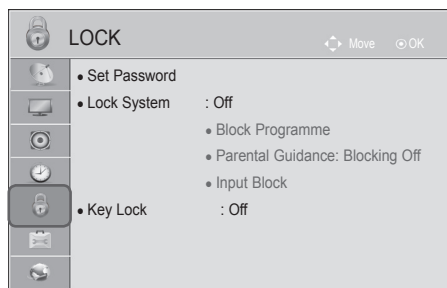 LOCK
Move OK
• Set Password
• Lock System : Off
• Block Programme
• Parental Guidance: Blocking Off
• Input Block
• Key Lock : Off